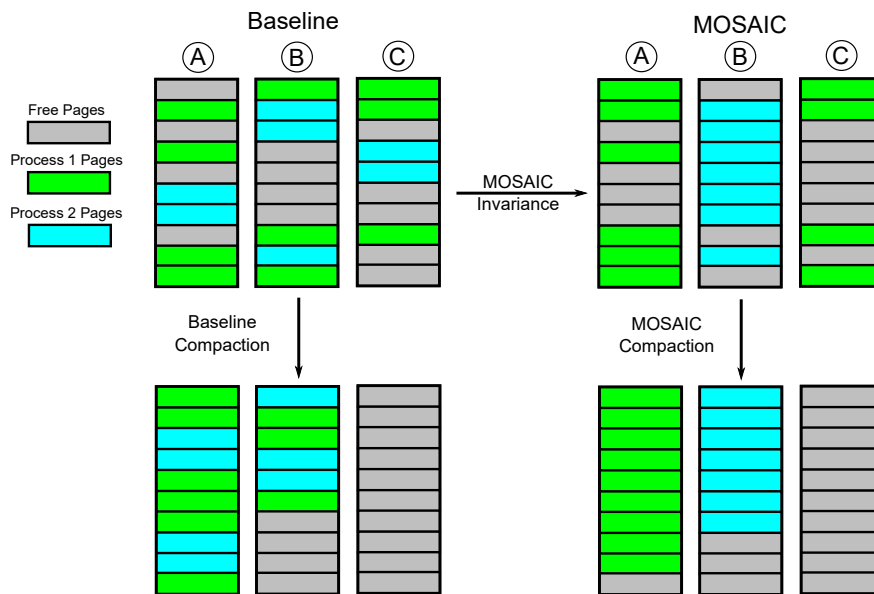 Baseline
MOSAIC
A
B
C
A
B
C
Free Pages
Process 1 Pages
Process 2 Pages
MOSAIC
Invariance
Baseline
Compaction
MOSAIC
Compaction